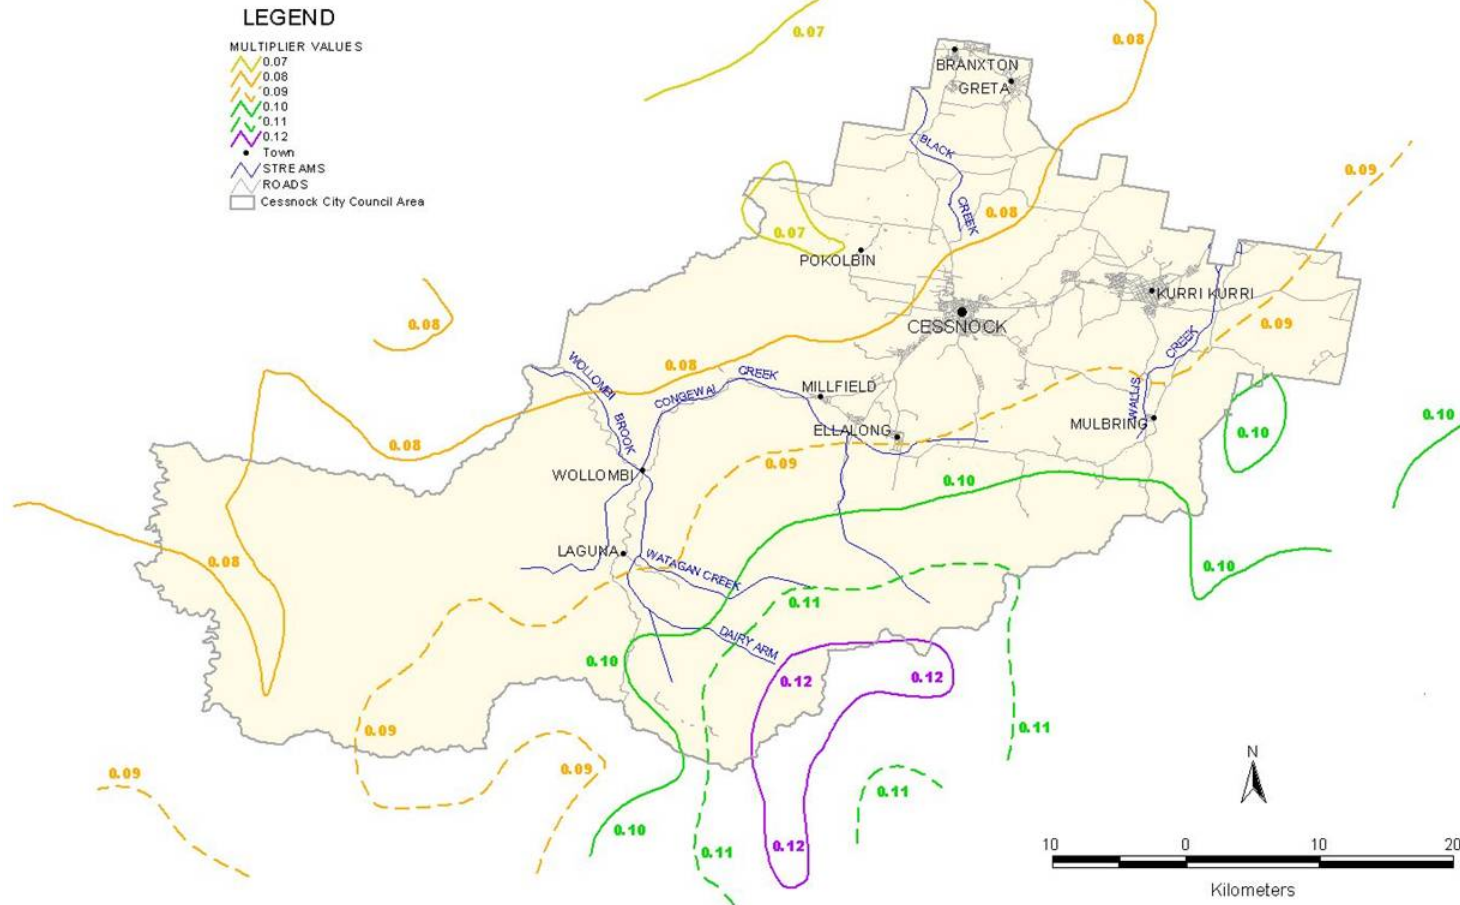 LEGEND
MULTIPLIER VALUES
0.07
0.08
0.09
0.10
0.11
0.12
Town
STREAMS
ROADS
Cessnock City Council Area
0.07
0.08
BRANXTON
GRETA
BLACK
CREEK
0.09
0.08
0.07
POKOLBIN
KURRI KURRI
CESSNOCK
0.08
0.09
CREEK
WALLIS
0.08
WOLLOMBI
BROOK
CONGEWAI
CREEK
MILLFIELD
ELLALONG
MULBRING
0.10
0.10
0.08
0.09
WOLLOMBI
0.10
LAGUNA
WATAGAN CREEK
0.08
0.10
0.11
DAIRY ARM
0.10
0.12
0.12
0.09
0.11
0.09
0.09
0.11
0.10
0.12
0.11
N
10
0
10
20
Kilometers